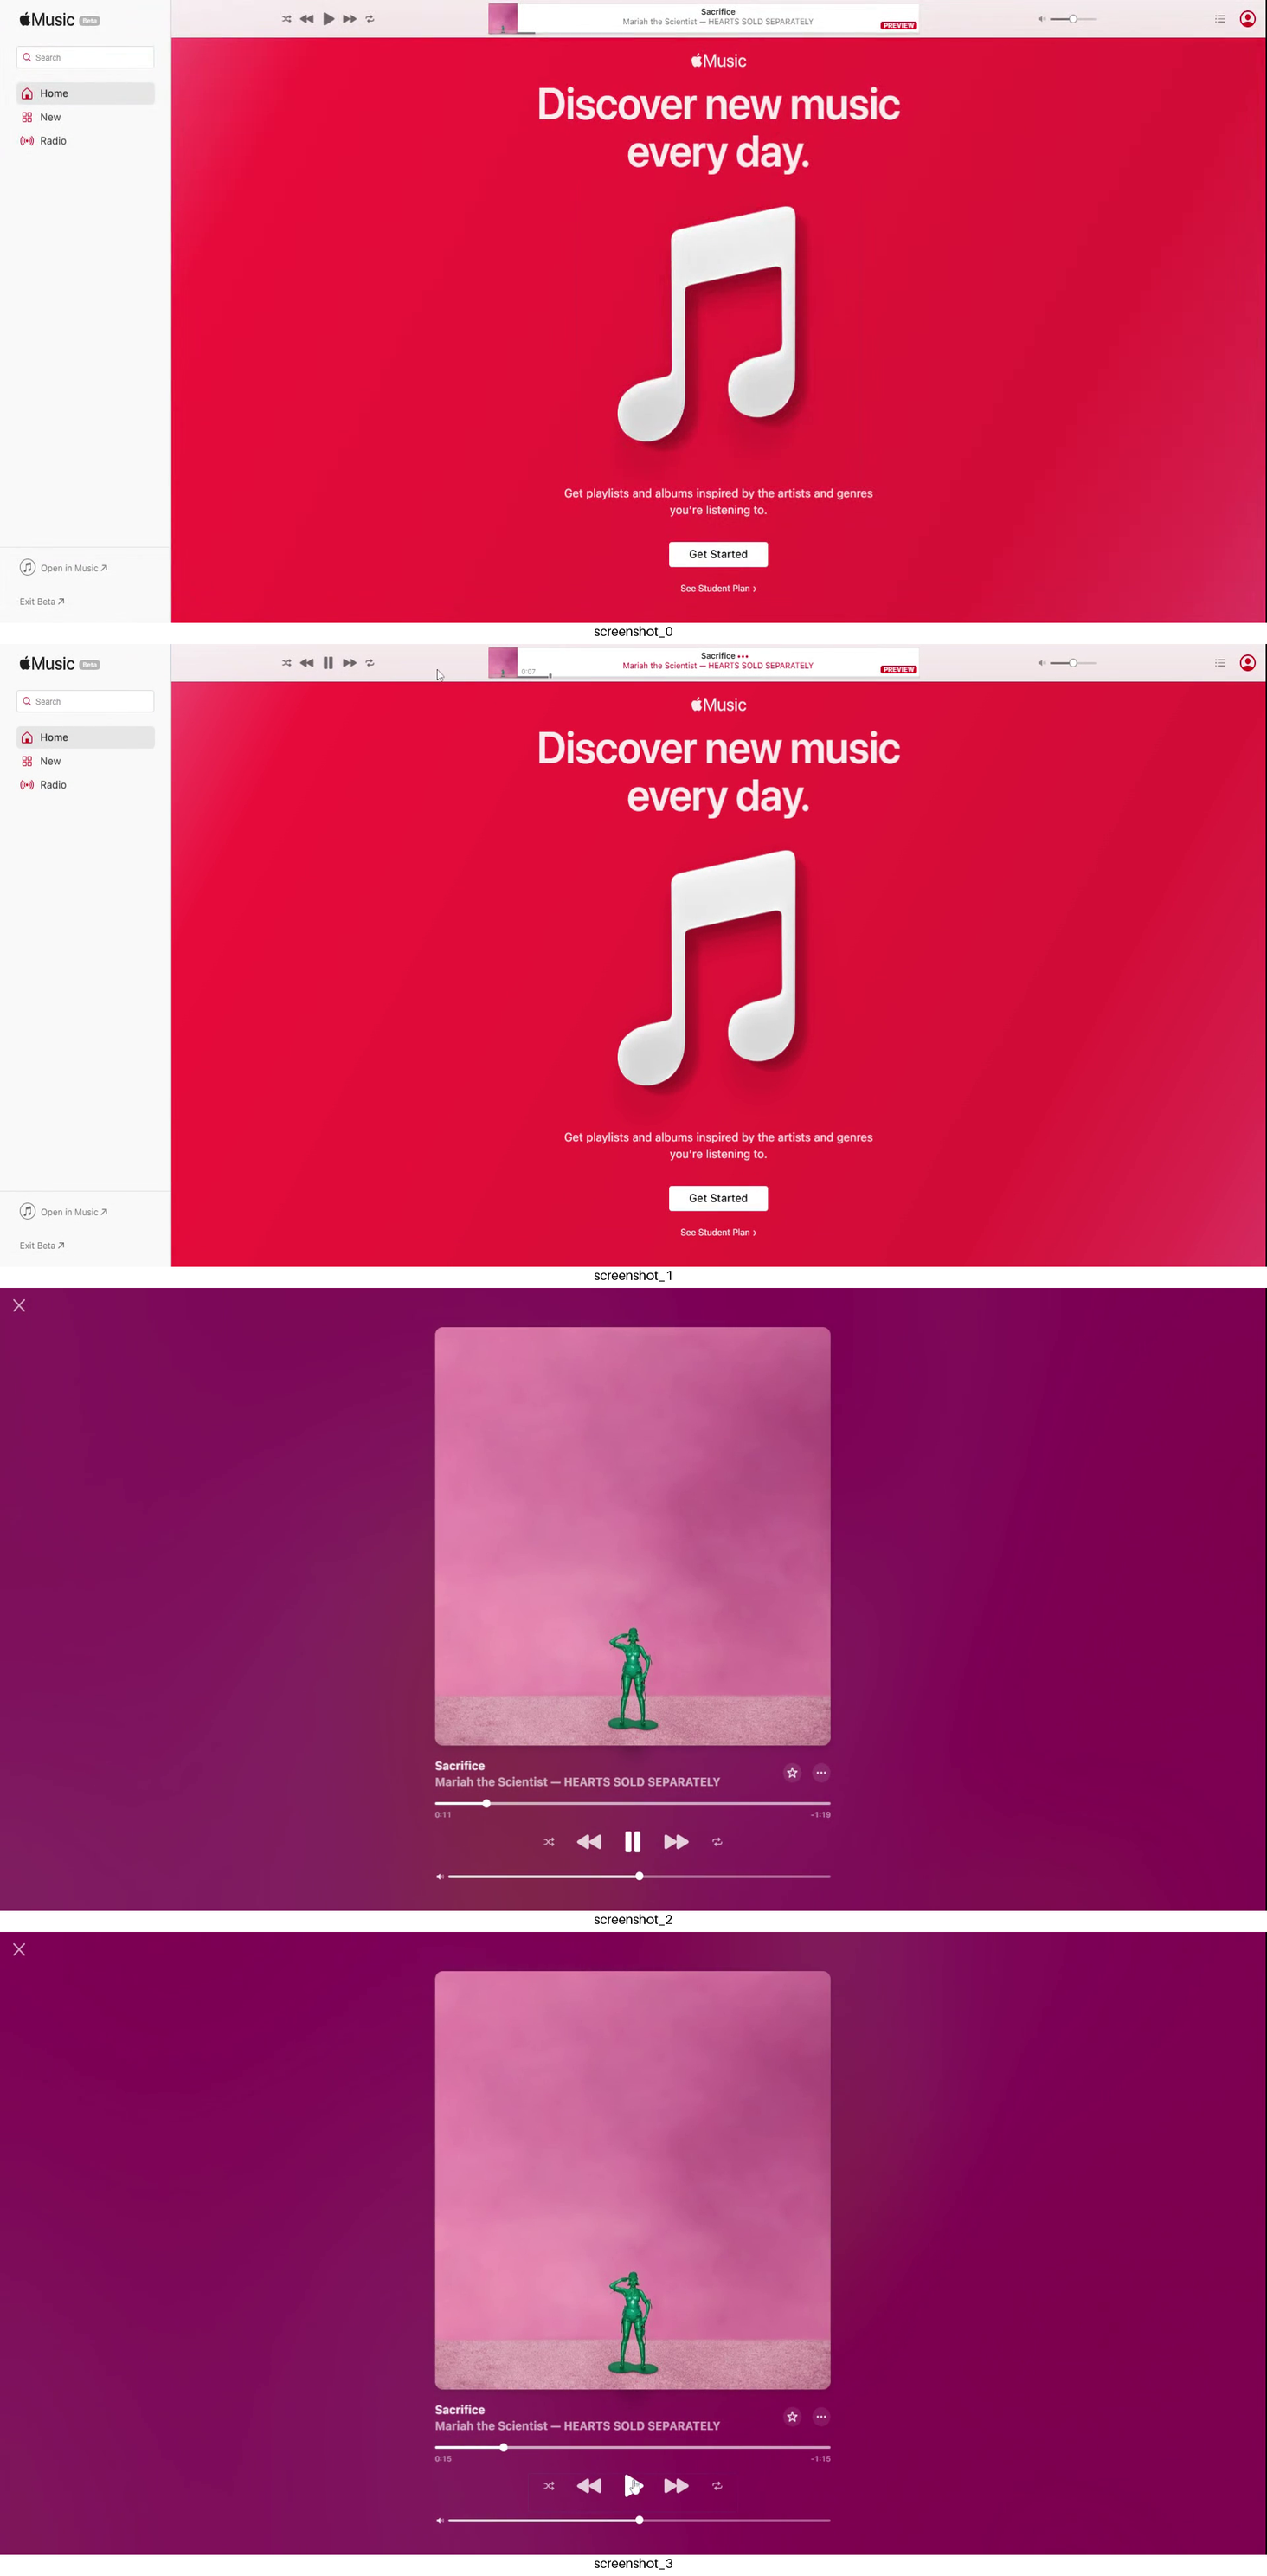 Music Beta
Search
Home
New
Radio
Open in Music
Exit Beta
Sacrifice
Mariah the Scientist — HEARTS SOLD SEPARATELY
PREVIEW
Music
Discover new music
every day.
Get playlists and albums inspired by the artists and genres
you're listening to.
Get Started
See Student Plan
screenshot_0
Music Beta
Search
Home
New
Radio
Open in Music
Exit Beta
0:07
Sacrifice
Mariah the Scientist — HEARTS SOLD SEPARATELY
PREVIEW
Music
Discover new music
every day.
Get playlists and albums inspired by the artists and genres
you're listening to.
Get Started
See Student Plan
screenshot_1
Sacrifice
Mariah the Scientist — HEARTS SOLD SEPARATELY
0:11 -1:19
screenshot_2
Sacrifice
Mariah the Scientist — HEARTS SOLD SEPARATELY
0:15 -1:15
screenshot_3